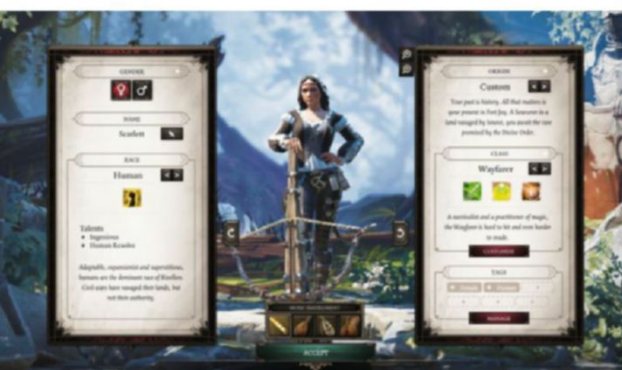 GENDER
NAME
Scarlett
RACE
Human
Talents
Ingenious
Human Resolve
Adaptable, expansionist and superstitious,
humans are the dominant race of Rivellon.
Civil wars have ravaged their lands, but
not their authority.
ORIGIN
Custom
Your past is history. All that matters is
your present in Fort Joy. A Sourcerer in a
land ravaged by Source, you await the cure
promised by the Divine Order.
CLASS
Wayfarer
A survivalist and a practitioner of magic,
the Wayfarer is hard to hit and even harder
to evade.
CUSTOMISE
TAGS
MANAGE
ACCEPT